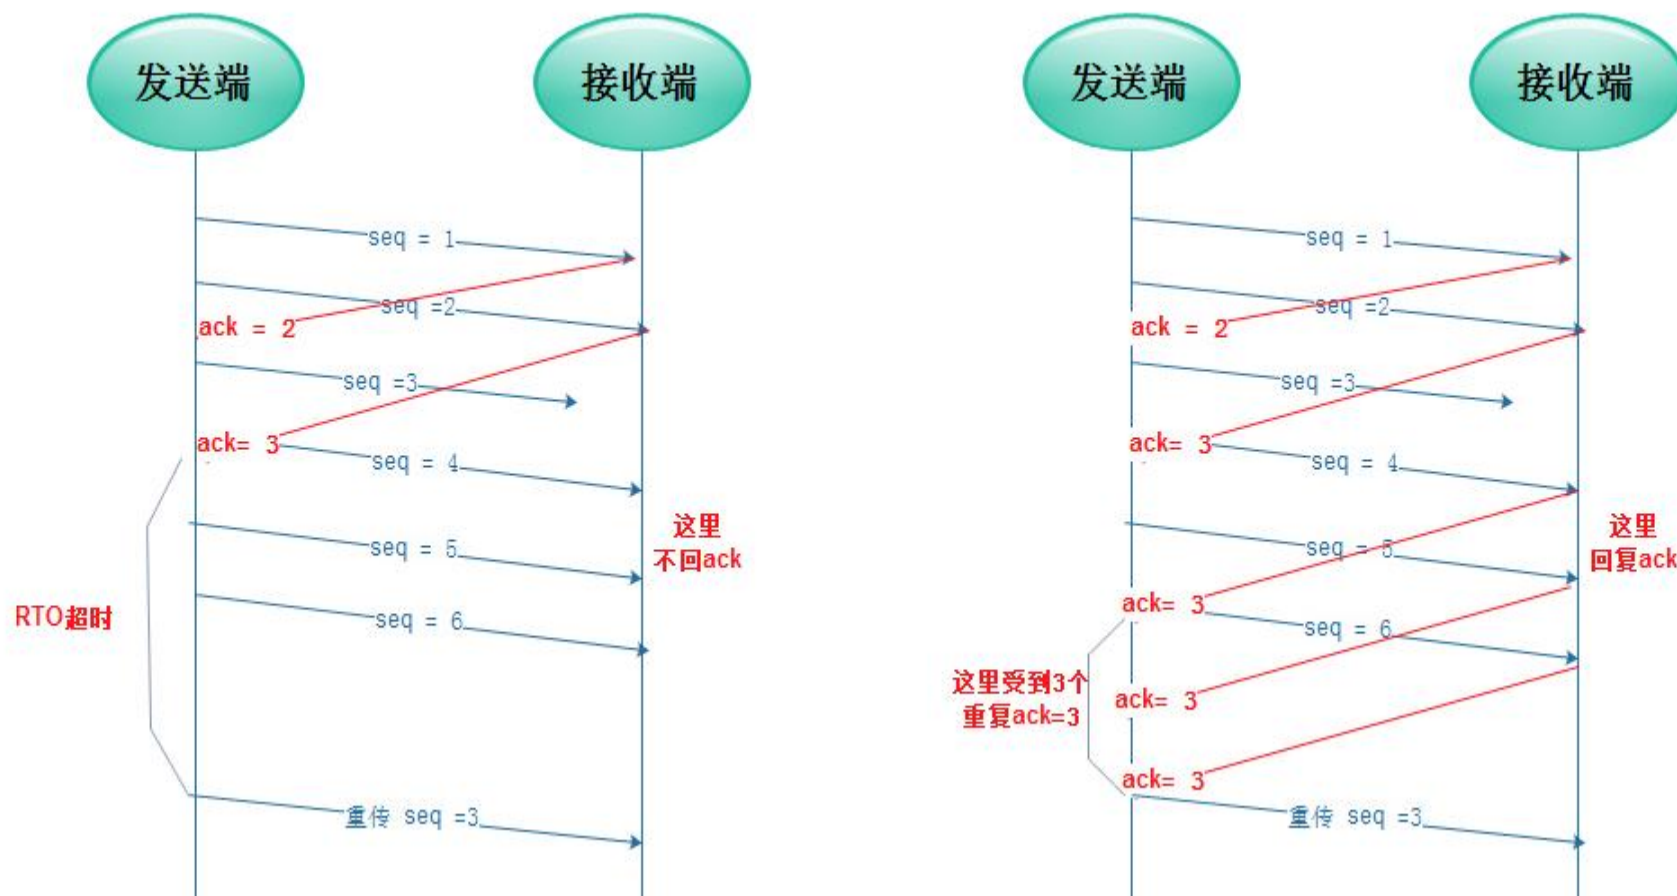 发送端
接收端
seq = 1
seq =2
ack = 2
seq =3
ack= 3
seq = 4
这里
不回ack
seq = 5
RTO超时
seq = 6
重传 seq =3
发送端
接收端
seq = 1
seq =2
ack = 2
seq =3
ack= 3
seq = 4
这里
回复ack
seq = 5
ack= 3
seq = 6
这里受到3个
重复ack=3
ack= 3
ack= 3
重传 seq =3